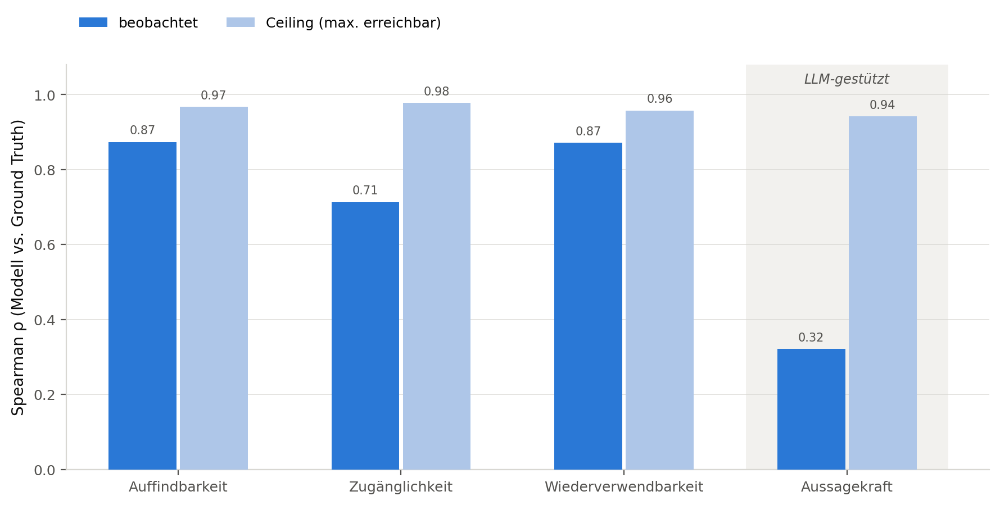 beobachtet
Ceiling (max. erreichbar)
LLM-gestützt
Spearman ρ (Modell vs. Ground Truth)
1.0
0.8
0.6
0.4
0.2
0.0
0.87
0.97
0.71
0.98
0.87
0.96
0.32
0.94
Auffindbarkeit
Zugänglichkeit
Wiederverwendbarkeit
Aussagekraft